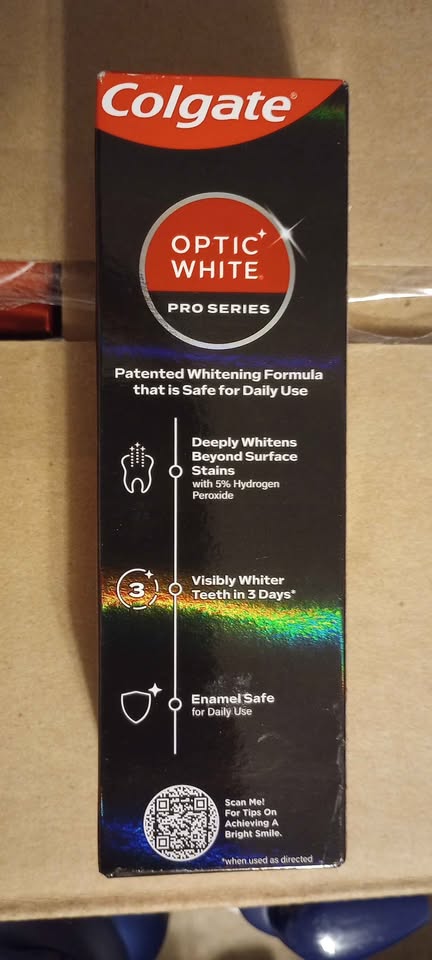 Colgate®
OPTIC
WHITE®
PRO SERIES
Patented Whitening Formula
that is Safe for Daily Use
Deeply Whitens
Beyond Surface
Stains
with 5% Hydrogen
Peroxide
3
Visibly Whiter
Teeth in 3 Days*
Enamel Safe
for Daily Use
Scan Me!
For Tips On
Achieving A
Bright Smile.
*when used as directed